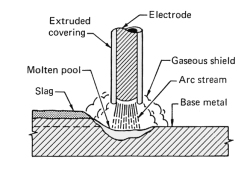 Electrode
Extruded
covering
Gaseous shield
Molten pool
Arc stream
Slag
Base metal